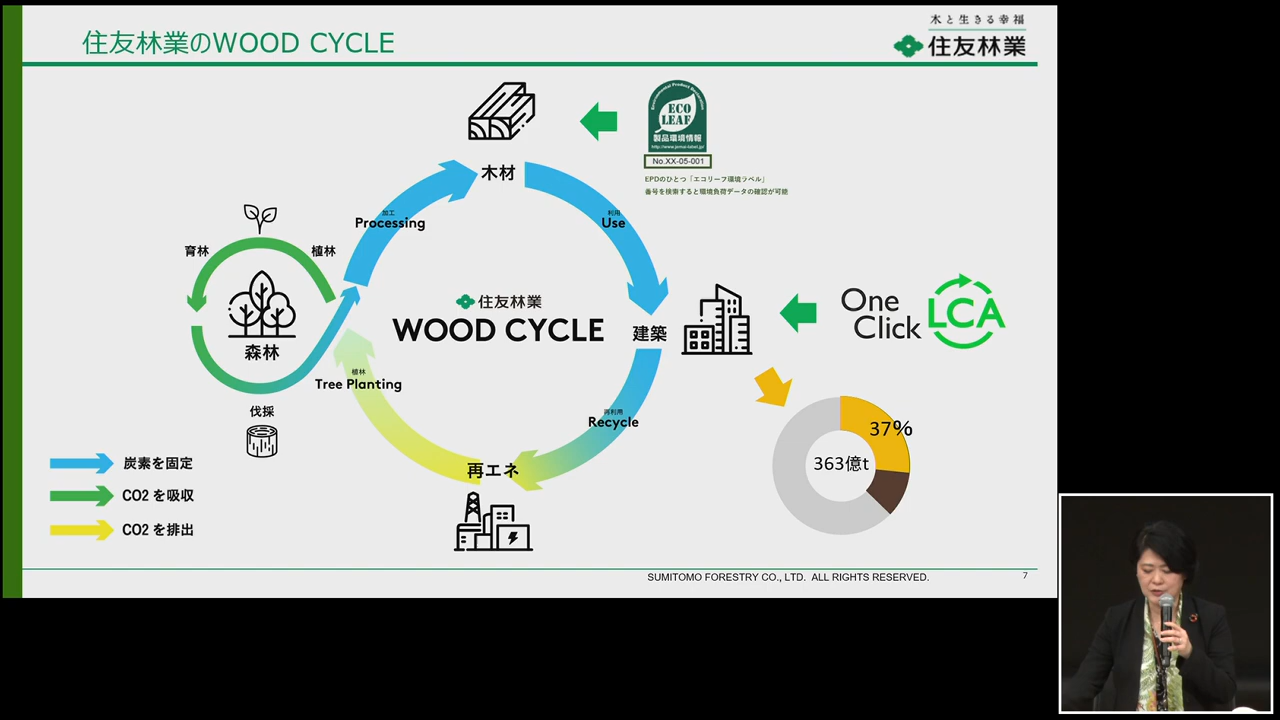 住友林業のWOOD CYCLE
木と生きる幸福
住友林業
ECO
LEAF
製品環境情報
http://www.jemai-label.jp/
No.XX-05-001
EPDのひとつ「エコリーフ環境ラベル」
番号を検索すると環境負荷データの確認が可能
木材
加工
Processing
利用
Use
育林
植林
森林
伐採
住友林業
WOOD CYCLE
建築
One
Click
LCA
植林
Tree Planting
再利用
Recycle
再エネ
37%
363億t
炭素を固定
CO2 を吸収
CO2 を排出
SUMITOMO FORESTRY CO., LTD. ALL RIGHTS RESERVED.
7